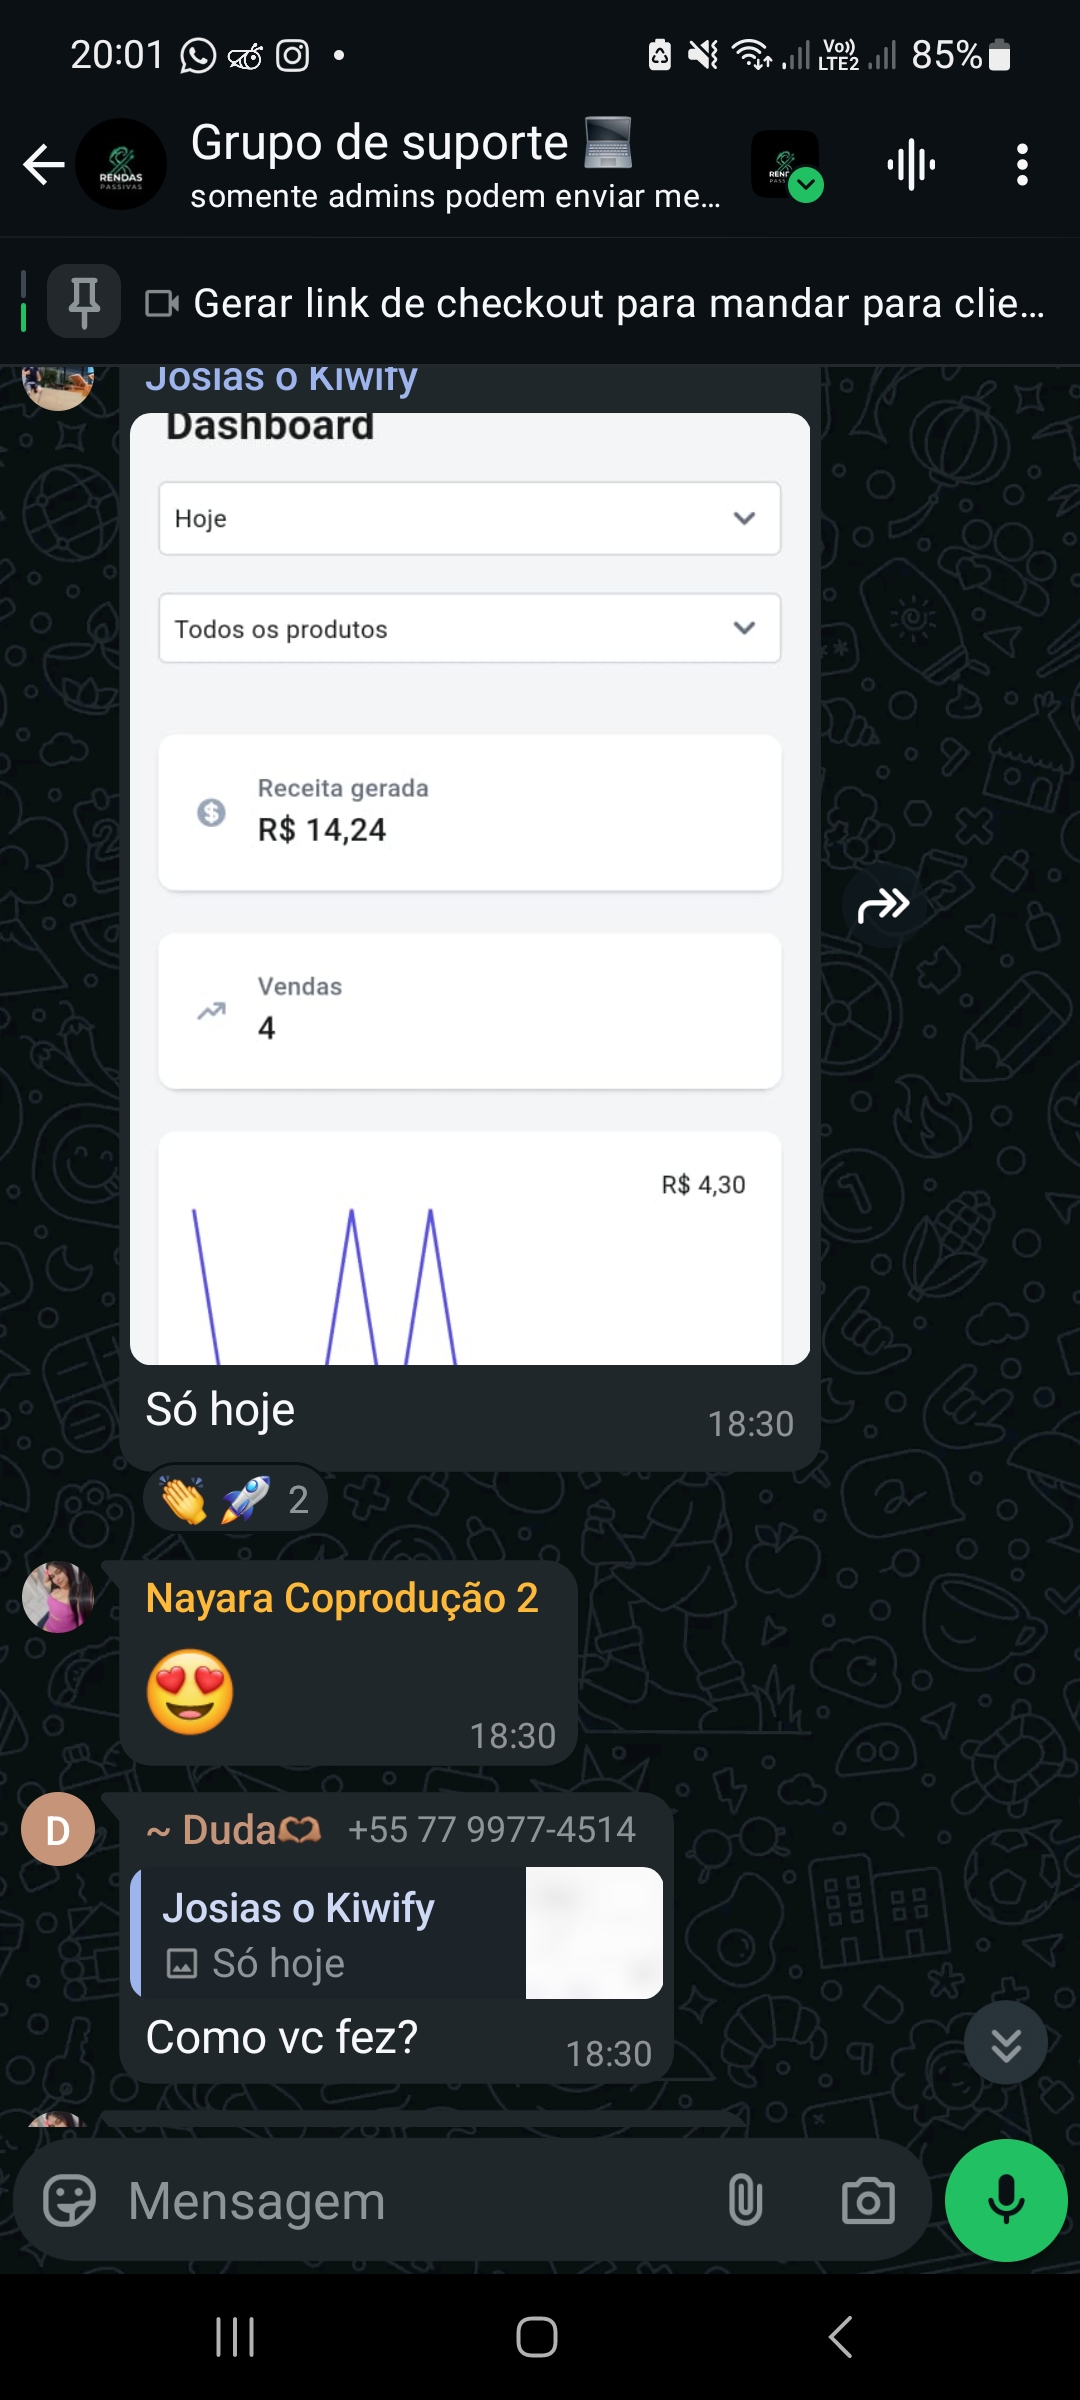 20:01
Vo))
LTE2
85%
RENDAS
PASSIVAS
Grupo de suporte 💻
somente admins podem enviar me...
Gerar link de checkout para mandar para clie...
Josias o Kiwify
Dashboard
Hoje
Todos os produtos
Receita gerada
R$ 14,24
Vendas
4
R$ 4,30
Só hoje
18:30
👏 🚀 2
Nayara Coprodução 2
😍
18:30
D
~ Duda🫶🏽 +55 77 9977-4514
Josias o Kiwify
Só hoje
Como vc fez?
18:30
Mensagem